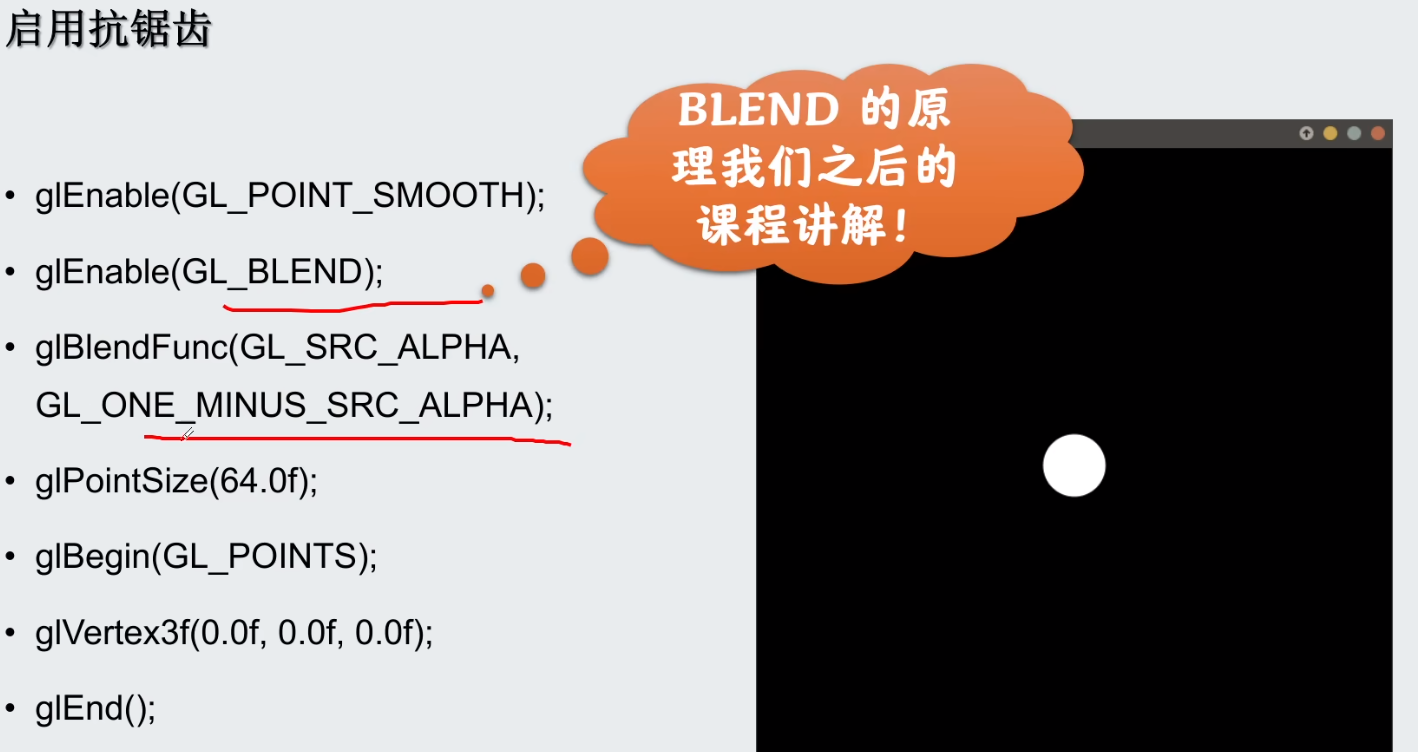 启用抗锯齿
BLEND 的原
理我们之后的
课程讲解！
• glEnable(GL_POINT_SMOOTH);
• glEnable(GL_BLEND);
• glBlendFunc(GL_SRC_ALPHA,
GL_ONE_MINUS_SRC_ALPHA);
• glPointSize(64.0f);
• glBegin(GL_POINTS);
• glVertex3f(0.0f, 0.0f, 0.0f);
• glEnd();